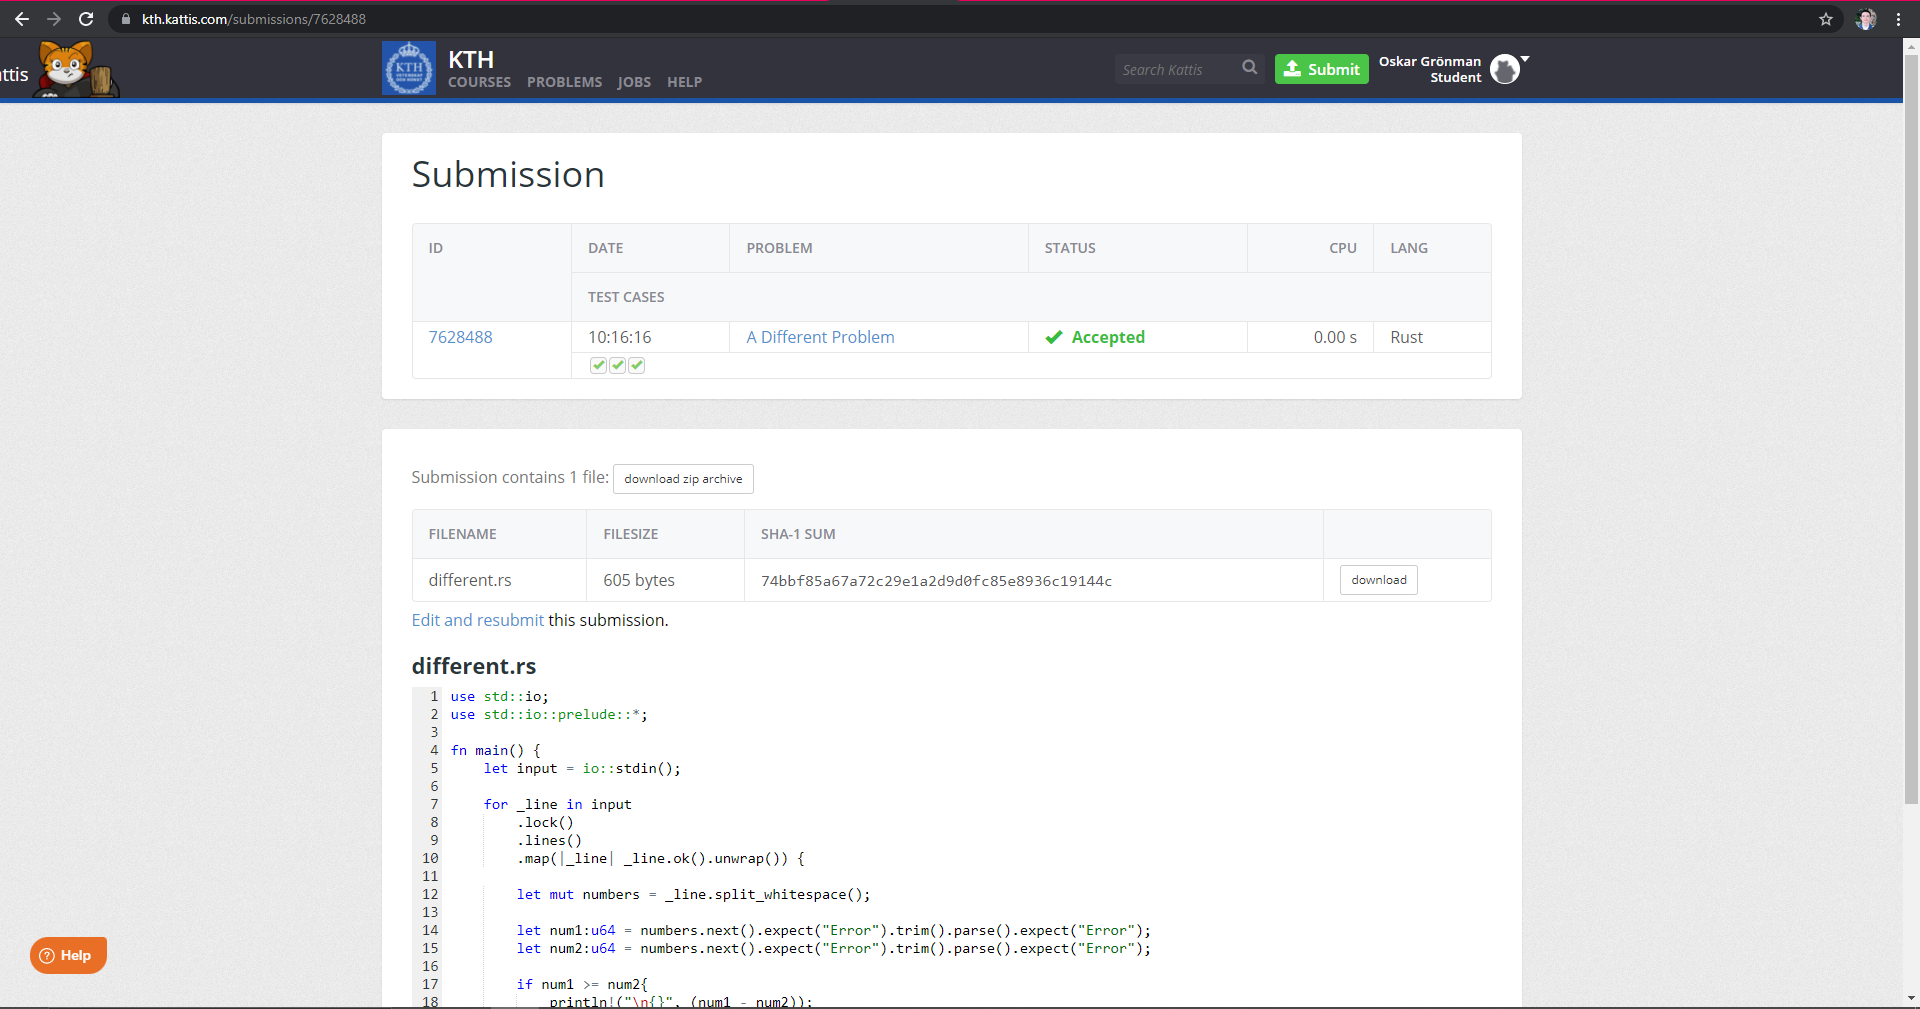 kth.kattis.com/submissions/7628488
attis
KTH
KTH
COURSES PROBLEMS JOBS HELP
Search Kattis
Submit
Oskar Grönman
Student
Submission
ID DATE PROBLEM STATUS CPU LANG
TEST CASES
7628488 10:16:16 A Different Problem Accepted 0.00 s Rust
Submission contains 1 file: download zip archive
FILENAME FILESIZE SHA-1 SUM
different.rs 605 bytes 74bbf85a67a72c29e1a2d9d0fc85e8936c19144c download
Edit and resubmit this submission.
different.rs
1 use std::io;
2 use std::io::prelude::*;
3
4 fn main() {
5     let input = io::stdin();
6
7     for _line in input
8         .lock()
9         .lines()
10         .map(|_line| _line.ok().unwrap()) {
11
12         let mut numbers = _line.split_whitespace();
13
14         let num1:u64 = numbers.next().expect("Error").trim().parse().expect("Error");
15         let num2:u64 = numbers.next().expect("Error").trim().parse().expect("Error");
16
17         if num1 >= num2{
18             println!("\n{}", (num1 - num2));
Help